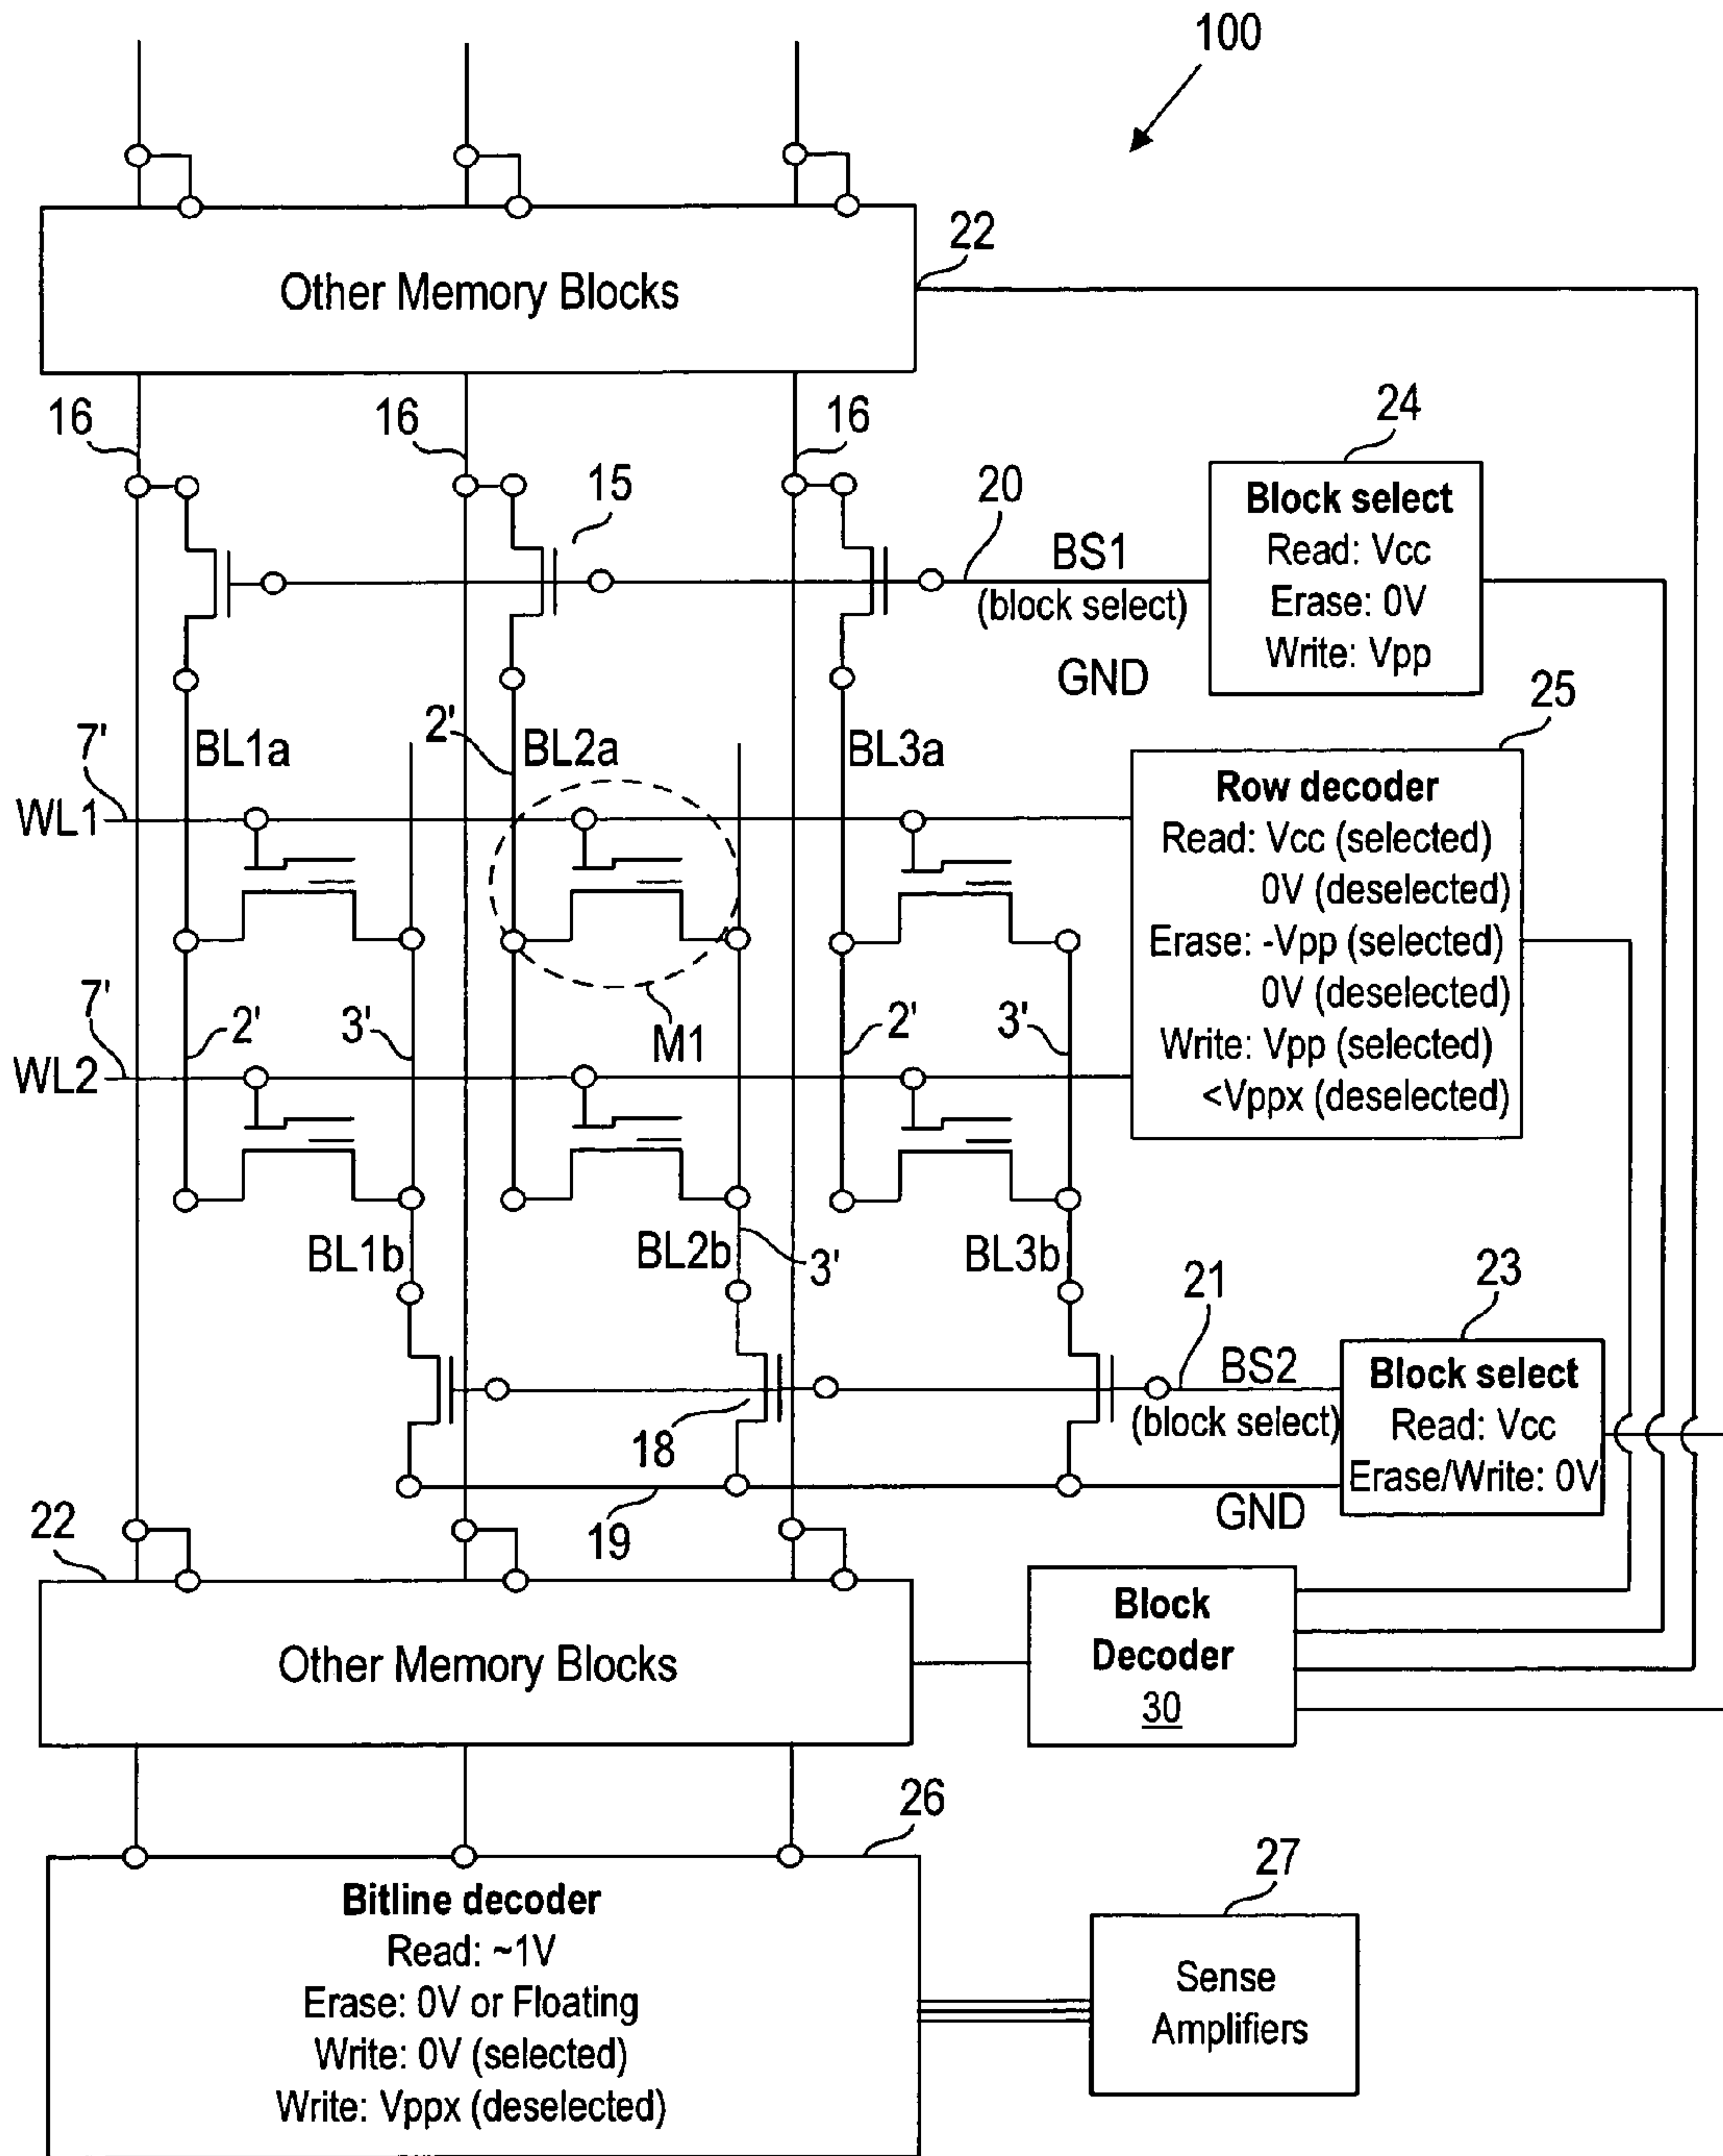 100
22
Other Memory Blocks
16
16
16
24
15
20
BS1
(block select)
Block select
Read: Vcc
Erase: 0V
Write: Vpp
GND
25
7'
BL1a
2'
BL2a
BL3a
WL1
Row decoder
Read: Vcc (selected)
0V (deselected)
Erase: -Vpp (selected)
0V (deselected)
Write: Vpp (selected)
<Vppx (deselected)
7'
2'
3'
M1
2'
3'
WL2
BL1b
BL2b
3'
BL3b
21
23
BS2
(block select)
Block select
Read: Vcc
Erase/Write: 0V
18
GND
22
19
Other Memory Blocks
Block
Decoder
30
26
27
Bitline decoder
Read: ~1V
Erase: 0V or Floating
Write: 0V (selected)
Write: Vppx (deselected)
Sense
Amplifiers